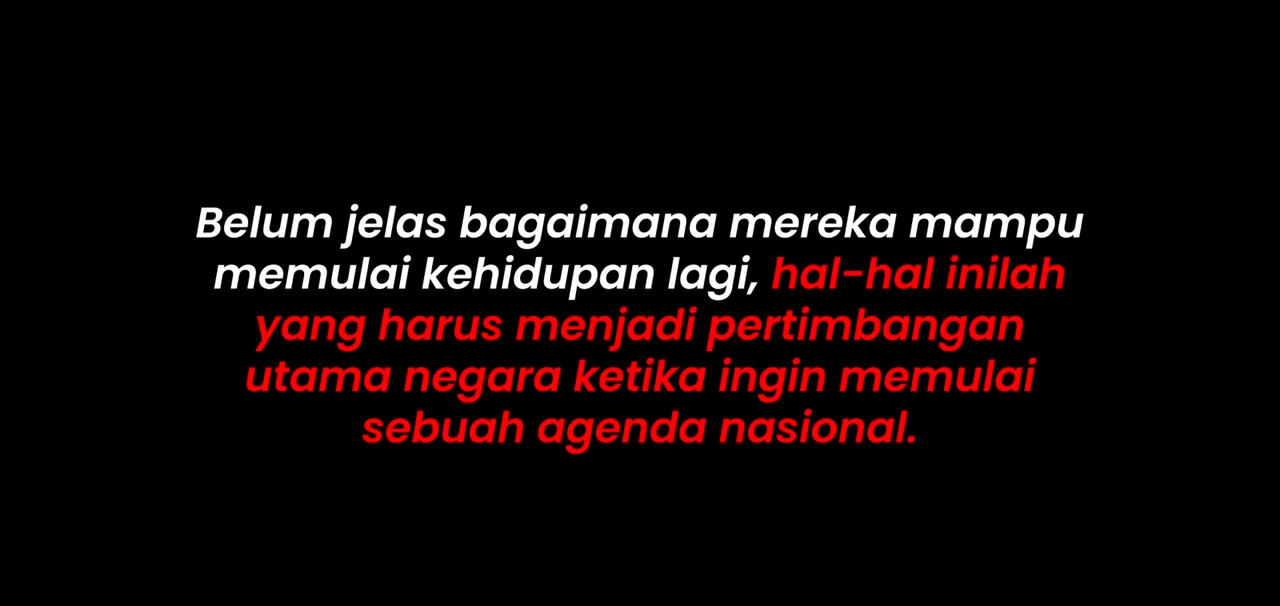 Belum jelas bagaimana mereka mampu
memulai kehidupan lagi, hal-hal inilah
yang harus menjadi pertimbangan
utama negara ketika ingin memulai
sebuah agenda nasional.